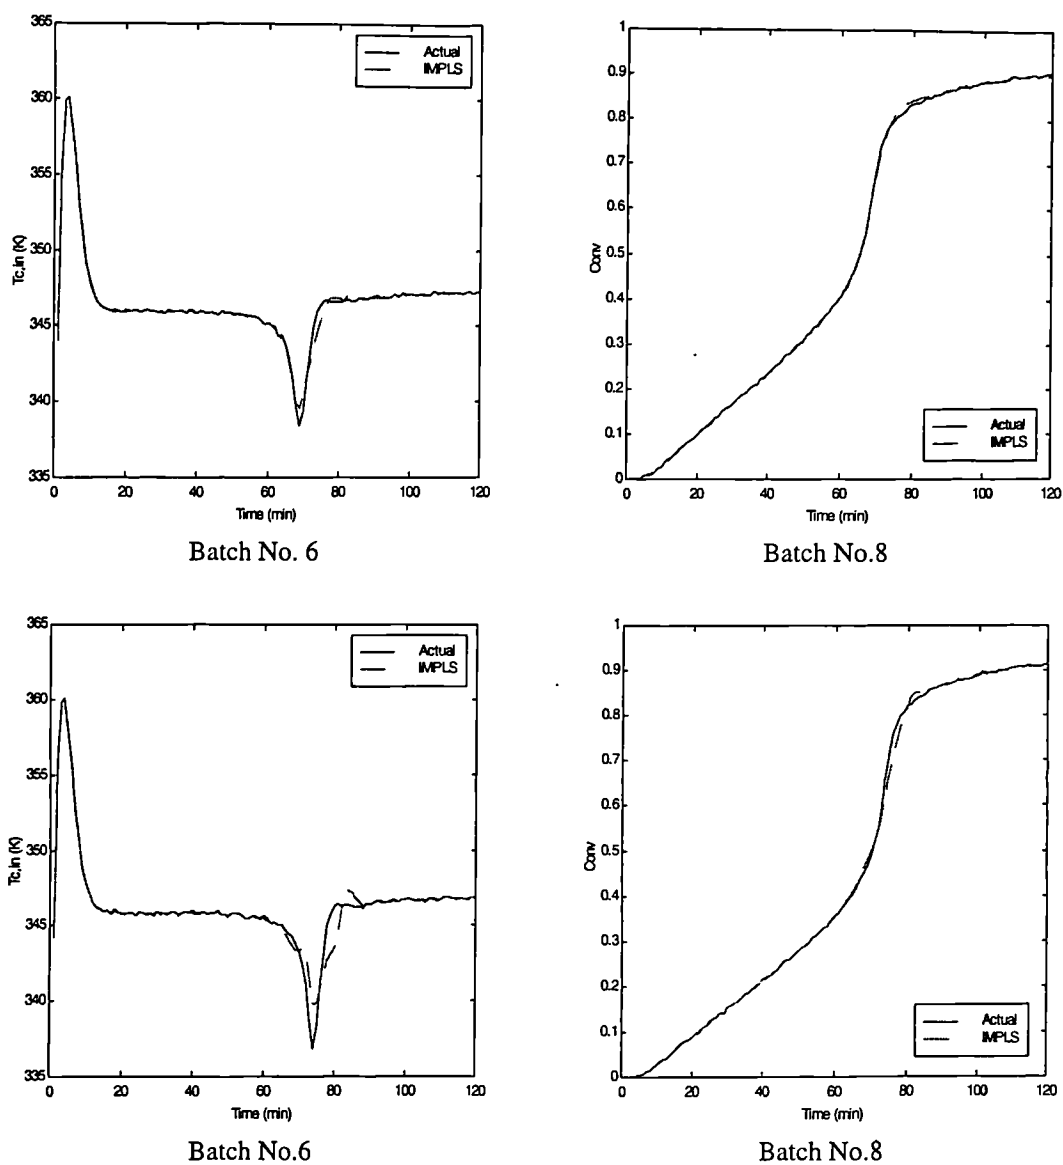 365
360
355
350
345
340
335
Tc,in (K)
Actual
IMPLS
0 20 40 60 80 100 120
Time (min)
Batch No. 6
1
0.9
0.8
0.7
0.6
0.5
0.4
0.3
0.2
0.1
0
Conv
Actual
IMPLS
0 20 40 60 80 100 120
Time (min)
Batch No.8
365
360
355
350
345
340
335
Tc,in (K)
Actual
IMPLS
0 20 40 60 80 100 120
Time (min)
Batch No.6
1
0.9
0.8
0.7
0.6
0.5
0.4
0.3
0.2
0.1
0
Conv
Actual
IMPLS
0 20 40 60 80 100 120
Time (min)
Batch No.8